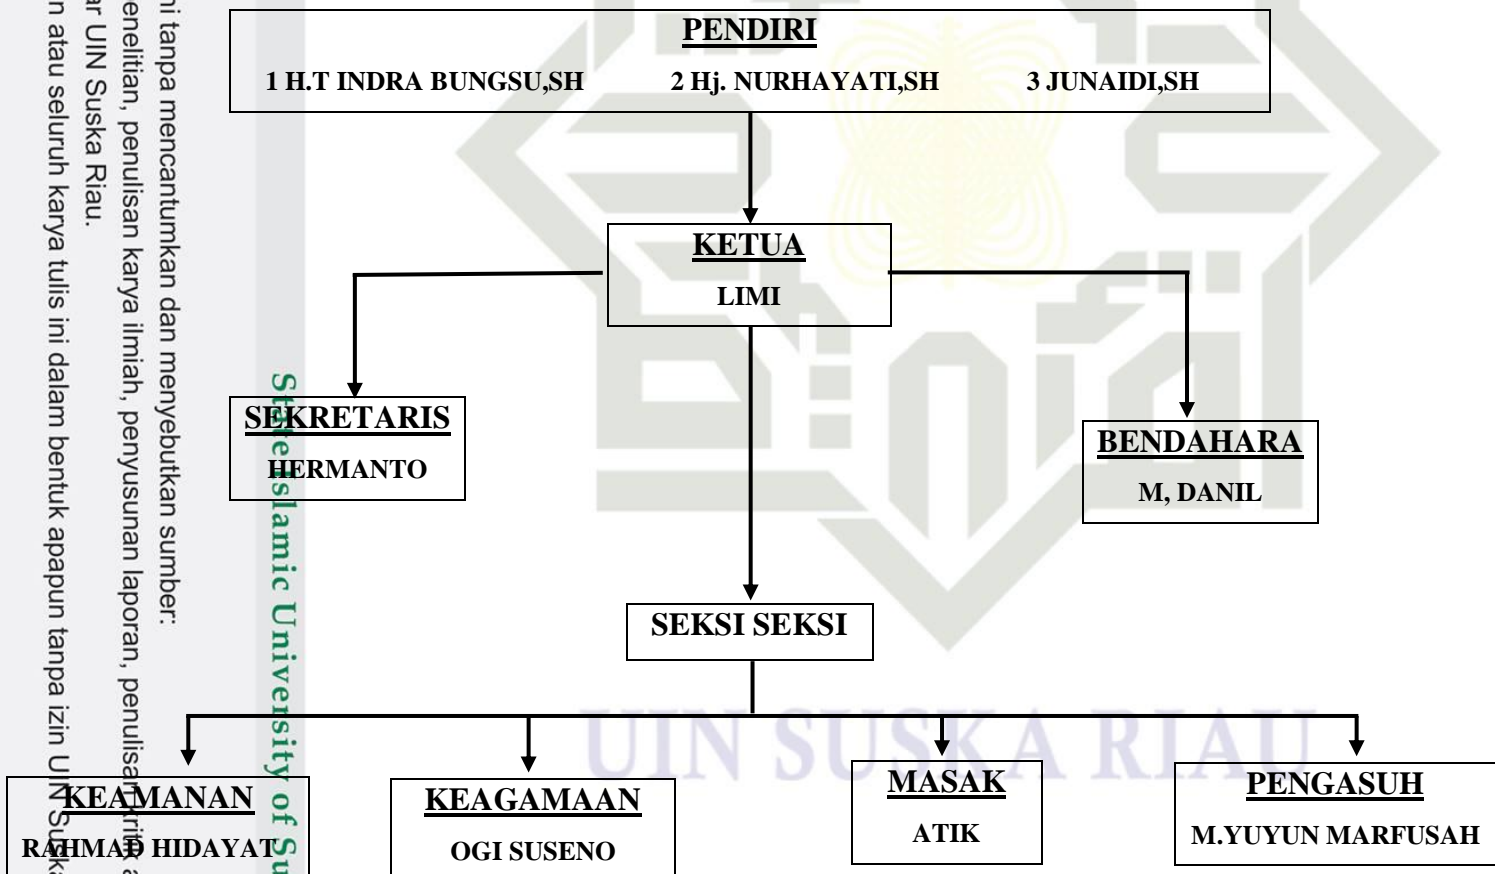 PENDIRI
1 H.T INDRA BUNGSU,SH 2 Hj. NURHAYATI,SH 3 JUNAIDI,SH
KETUA
LIMI
SEKRETARIS
HERMANTO
BENDAHARA
M, DANIL
SEKSI SEKSI
KEAMANAN
RAHMAD HIDAYAT
KEAGAMAAN
OGI SUSENO
MASAK
ATIK
PENGASUH
M.YUYUN MARFUSAH
UIN SUSKA RIAU
State Islamic University of
tanpa mencantumkan dan menyebutkan sumber:
penelitian, penulisan karya ilmiah, penyusunan laporan, penulisan kritik
UIN Suska Riau.
atau seluruh karya tulis ini dalam bentuk apapun tanpa izin UIN Suska